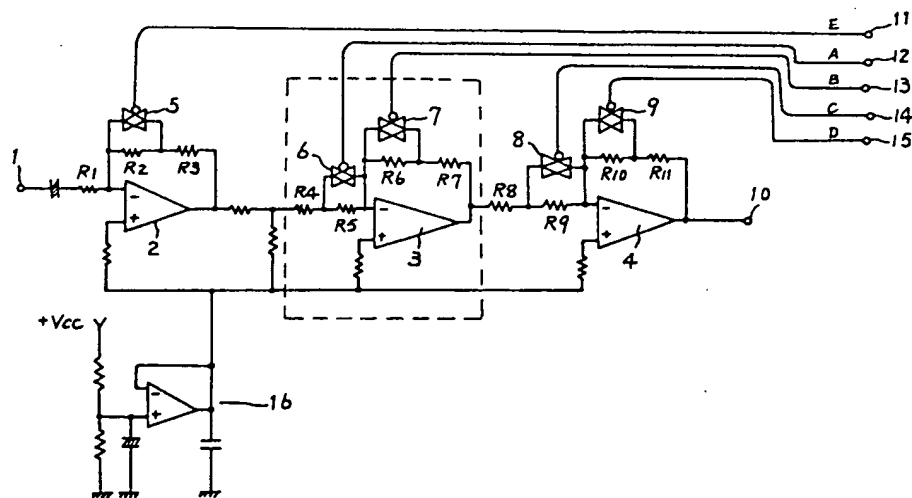 E 11
A 12
B 13
C 14
D 15
5
6
7
8
9
1
R1
R2
R3
R4
R5
R6
R7
R8
R9
R10
R11
-
+
2
-
+
3
-
+
4
10
+Vcc
-
+
16